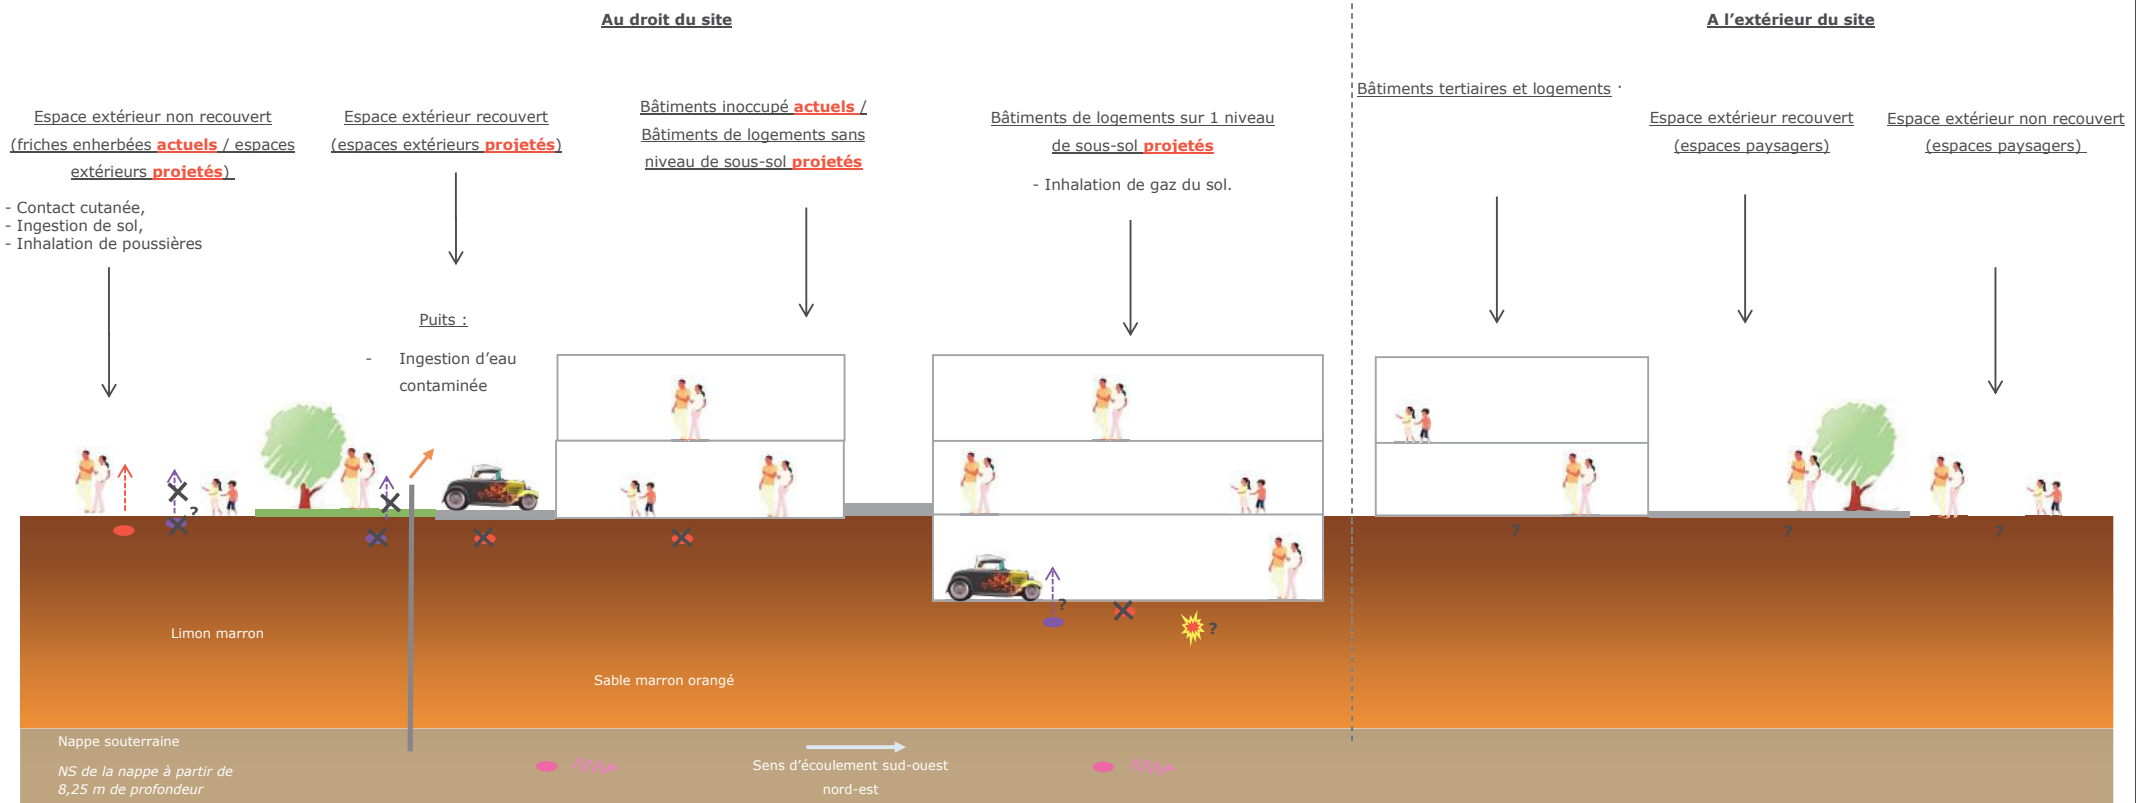 Au droit du site
A l’extérieur du site
Espace extérieur non recouvert
(friches enherbées actuels / espaces
extérieurs projetés)
- Contact cutanée,
- Ingestion de sol,
- Inhalation de poussières
Espace extérieur recouvert
(espaces extérieurs projetés)
Puits :
- Ingestion d’eau
contaminée
Bâtiments inoccupé actuels /
Bâtiments de logements sans
niveau de sous-sol projetés
Bâtiments de logements sur 1 niveau
de sous-sol projetés
- Inhalation de gaz du sol.
Bâtiments tertiaires et logements ·
Espace extérieur recouvert
(espaces paysagers)
Espace extérieur non recouvert
(espaces paysagers)
?
?
?
?
?
?
Limon marron
Sable marron orangé
Nappe souterraine
NS de la nappe à partir de
8,25 m de profondeur
Sens d’écoulement sud-ouest
nord-est